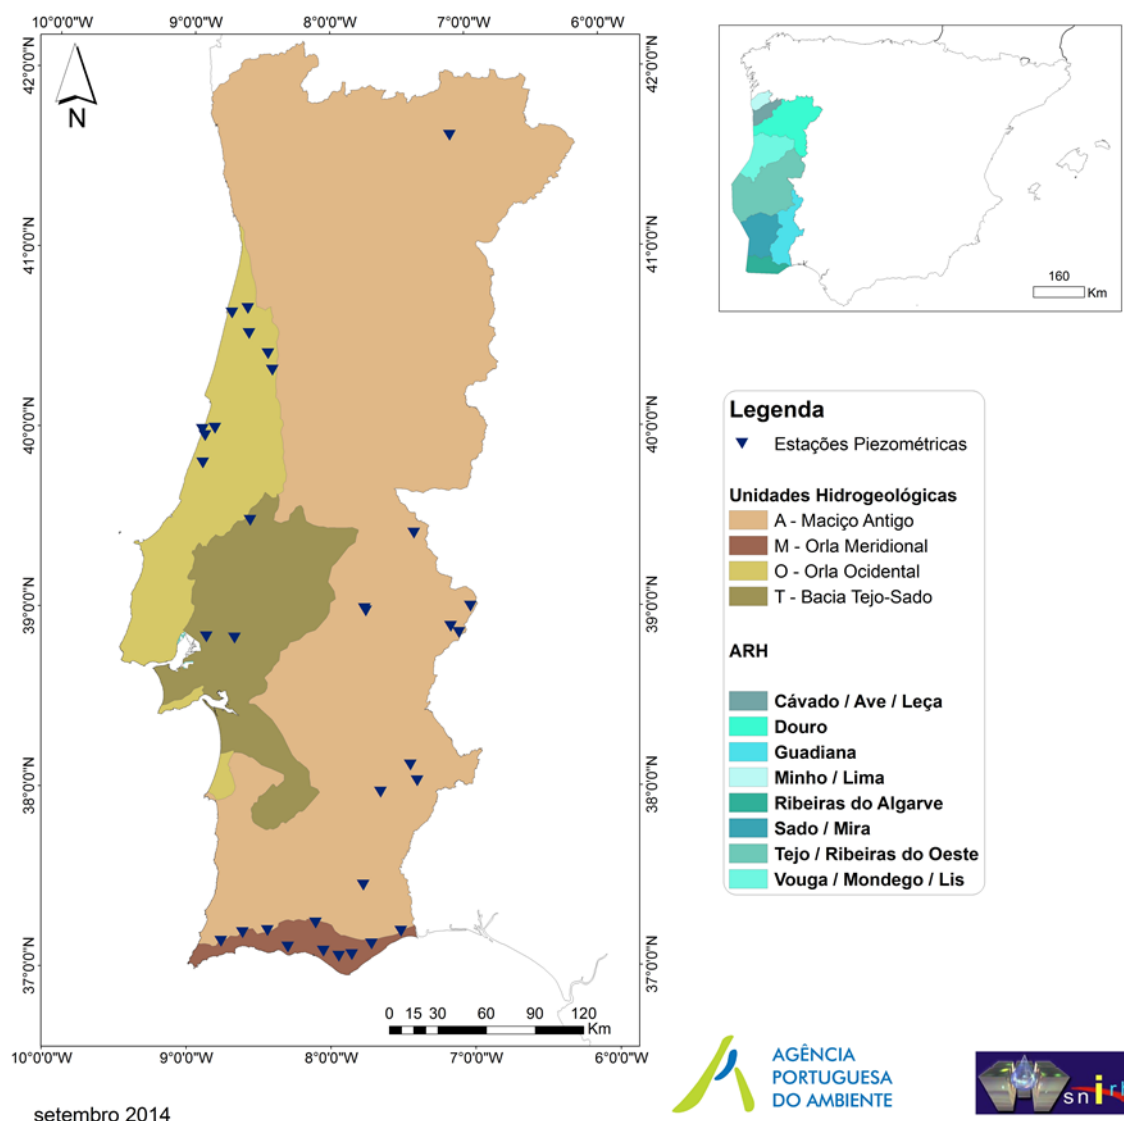 10°0'0"W 9°0'0"W 8°0'0"W 7°0'0"W 6°0'0"W
42°0'0"N 42°0'0"N
N
41°0'0"N 41°0'0"N
40°0'0"N 40°0'0"N
39°0'0"N 39°0'0"N
38°0'0"N 38°0'0"N
37°0'0"N 37°0'0"N
0 15 30 60 90 120
Km
10°0'0"W 9°0'0"W 8°0'0"W 7°0'0"W 6°0'0"W
160
Km
Legenda
Estações Piezométricas
Unidades Hidrogeológicas
A - Maciço Antigo
M - Orla Meridional
O - Orla Ocidental
T - Bacia Tejo-Sado
ARH
Cávado / Ave / Leça
Douro
Guadiana
Minho / Lima
Ribeiras do Algarve
Sado / Mira
Tejo / Ribeiras do Oeste
Vouga / Mondego / Lis
AGÊNCIA
PORTUGUESA
DO AMBIENTE
snir
setembro 2014